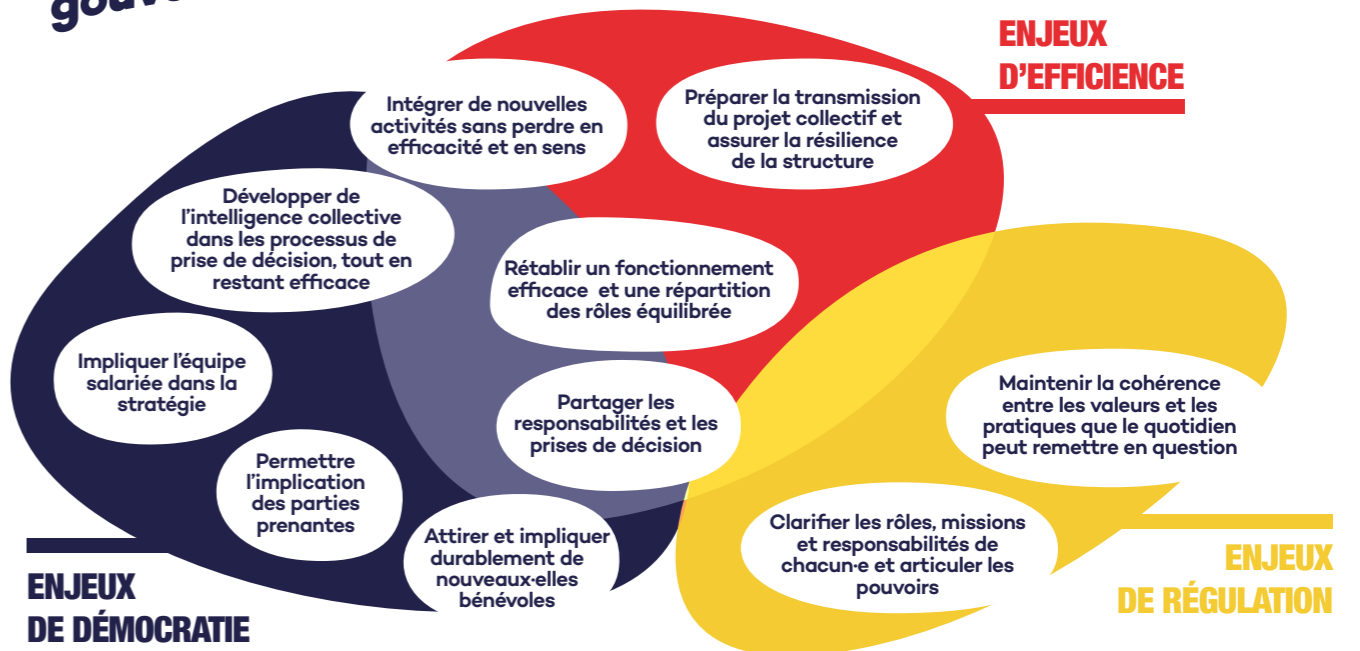 ENJEUX
D'EFFICIENCE
Intégrer de nouvelles
activités sans perdre en
efficacité et en sens
Préparer la transmission
du projet collectif et
assurer la résilience
de la structure
Développer de
l'intelligence collective
dans les processus de
prise de décision, tout en
restant efficace
Rétablir un fonctionnement
efficace et une répartition
des rôles équilibrée
Impliquer l'équipe
salariée dans la
stratégie
Partager les
responsabilités et les
prises de décision
Maintenir la cohérence
entre les valeurs et les
pratiques que le quotidien
peut remettre en question
Permettre
l'implication
des parties
prenantes
Attirer et impliquer
durablement de
nouveaux·elles
bénévoles
Clarifier les rôles, missions
et responsabilités de
chacun·e et articuler les
pouvoirs
ENJEUX
DE DÉMOCRATIE
ENJEUX
DE RÉGULATION